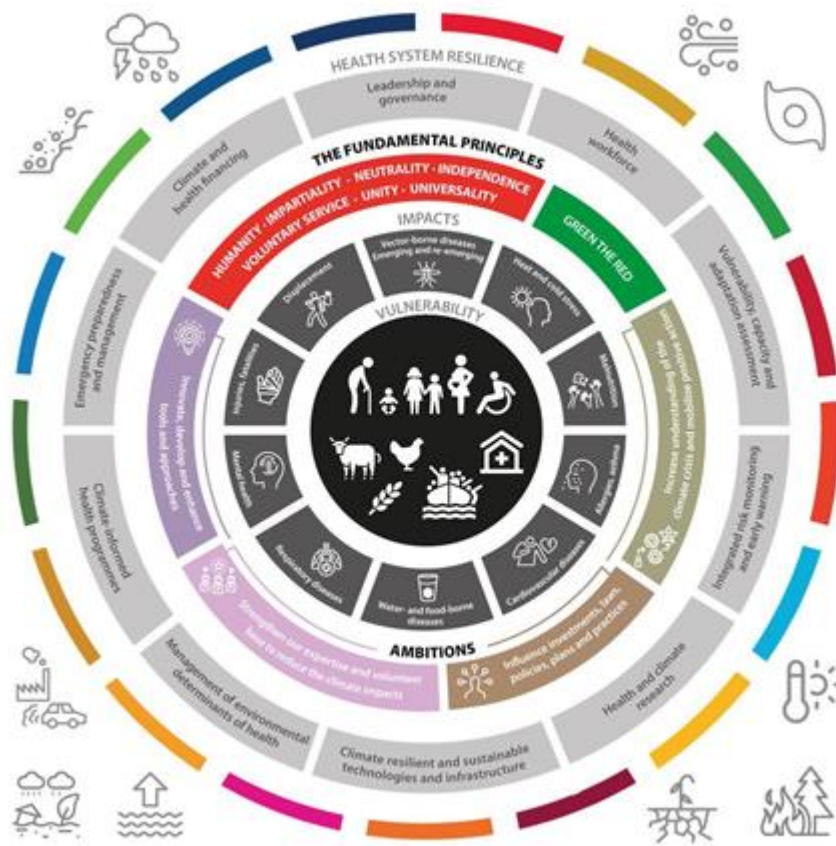 HEALTH SYSTEM RESILIENCE
Leadership and
governance
Health
workforce
Vulnerability, capacity and
adaptation assessment
Integrated risk monitoring
and early warning
Health and climate
research
Climate resilient and sustainable
technologies and infrastructure
Management of environmental
determinants of health
Climate-informed
health programmes
Emergency preparedness
and management
Climate and
health financing
THE FUNDAMENTAL PRINCIPLES
HUMANITY · IMPARTIALITY · NEUTRALITY · INDEPENDENCE
VOLUNTARY SERVICE · UNITY · UNIVERSALITY
GREEN THE RED
Increase understanding of the
climate crisis and mobilize positive action
Influence investments, laws,
policies, plans and practices
Strengthen our expertise and volunteer
base to reduce the climate impacts
Innovate, develop and enhance
tools and approaches
AMBITIONS
IMPACTS
Vector-borne diseases
Emerging and re-emerging
Heat and cold stress
Malnutrition
Allergies, asthma
Cardiovascular diseases
Water- and food-borne
diseases
Respiratory diseases
Mental health
Injuries, fatalities
Displacement
VULNERABILITY